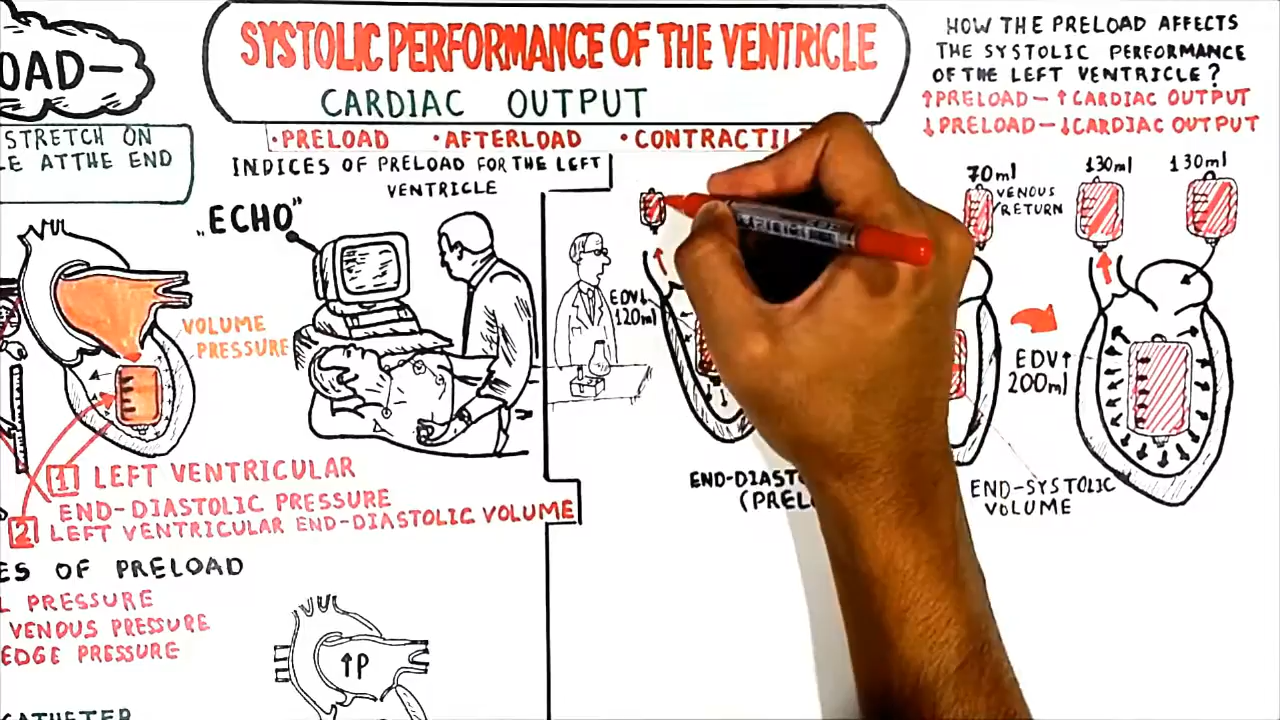 OAD-
STRETCH ON
LE AT THE END
SYSTOLIC PERFORMANCE OF THE VENTRICLE
CARDIAC OUTPUT
•PRELOAD •AFTERLOAD •CONTRACTIL
INDICES OF PRELOAD FOR THE LEFT
VENTRICLE
„ECHO"
VOLUME
PRESSURE
1 LEFT VENTRICULAR
END-DIASTOLIC PRESSURE
2 LEFT VENTRICULAR END-DIASTOLIC VOLUME
ES OF PRELOAD
L PRESSURE
VENOUS PRESSURE
EDGE PRESSURE
CATHETER
↑P
HOW THE PRELOAD AFFECTS
THE SYSTOLIC PERFORMANCE
OF THE LEFT VENTRICLE?
↑PRELOAD-↑CARDIAC OUTPUT
↓PRELOAD-↓CARDIAC OUTPUT
70ml
VENOUS
RETURN
130ml
130ml
EDV↓
120ml
EDV↑
200ml
END-DIASTO
(PREL
END-SYSTOLIC
VOLUME